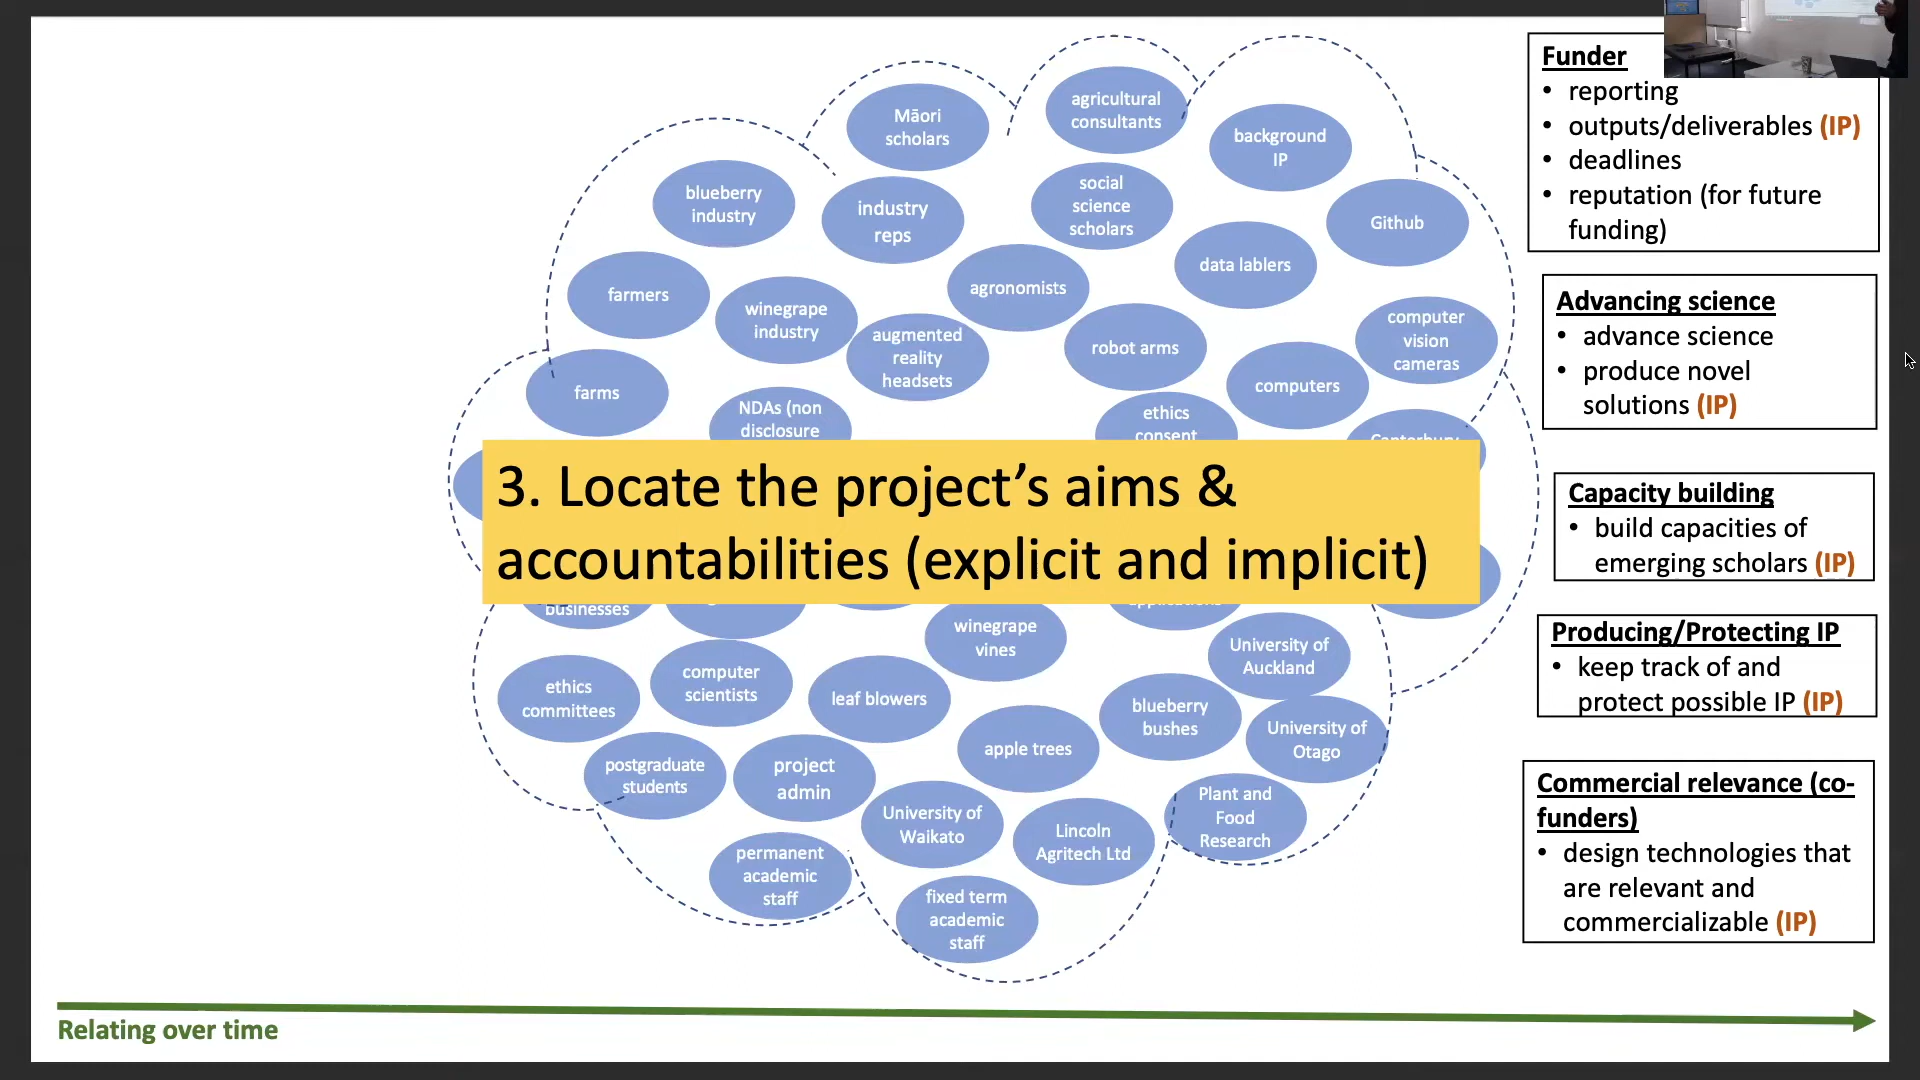 Māori
scholars
agricultural
consultants
background
IP
blueberry
industry
industry
reps
social
science
scholars
Github
data lablers
farmers
winegrape
industry
agronomists
augmented
reality
headsets
robot arms
computer
vision
cameras
farms
computers
NDAs (non
disclosure
ethics
consent
Canterbury
3. Locate the project’s aims &
accountabilities (explicit and implicit)
businesses
applications
winegrape
vines
University of
Auckland
ethics
committees
computer
scientists
leaf blowers
blueberry
bushes
University of
Otago
apple trees
postgraduate
students
project
admin
University of
Waikato
Lincoln
Agritech Ltd
Plant and
Food
Research
permanent
academic
staff
fixed term
academic
staff
Funder
• reporting
• outputs/deliverables (IP)
• deadlines
• reputation (for future
funding)
Advancing science
• advance science
• produce novel
solutions (IP)
Capacity building
• build capacities of
emerging scholars (IP)
Producing/Protecting IP
• keep track of and
protect possible IP (IP)
Commercial relevance (co-
funders)
• design technologies that
are relevant and
commercializable (IP)
Relating over time